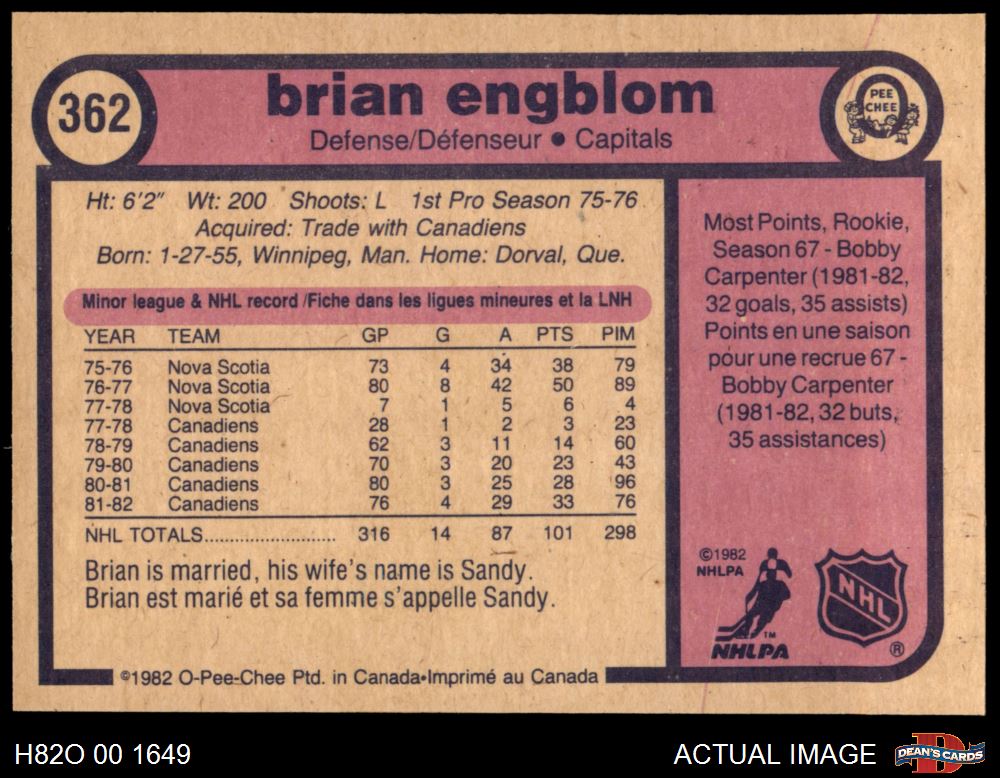 362
brian engblom
Defense/Défenseur • Capitals
PEE
CHEE
Ht: 6'2" Wt: 200 Shoots: L 1st Pro Season 75-76
Acquired: Trade with Canadiens
Born: 1-27-55, Winnipeg, Man. Home: Dorval, Que.
Minor league & NHL record /Fiche dans les ligues mineures et la LNH
YEAR TEAM GP G A PTS PIM
75-76 Nova Scotia 73 4 34 38 79
76-77 Nova Scotia 80 8 42 50 89
77-78 Nova Scotia 7 1 5 6 4
77-78 Canadiens 28 1 2 3 23
78-79 Canadiens 62 3 11 14 60
79-80 Canadiens 70 3 20 23 43
80-81 Canadiens 80 3 25 28 96
81-82 Canadiens 76 4 29 33 76
NHL TOTALS........................ 316 14 87 101 298
Brian is married, his wife's name is Sandy.
Brian est marié et sa femme s'appelle Sandy.
©1982 O-Pee-Chee Ptd. in Canada•Imprimé au Canada
Most Points, Rookie,
Season 67 - Bobby
Carpenter (1981-82,
32 goals, 35 assists)
Points en une saison
pour une recrue 67 -
Bobby Carpenter
(1981-82, 32 buts,
35 assistances)
©1982
NHLPA
TM
NHLPA
NHL
®
H82O 00 1649
ACTUAL IMAGE
DEAN'S CARDS